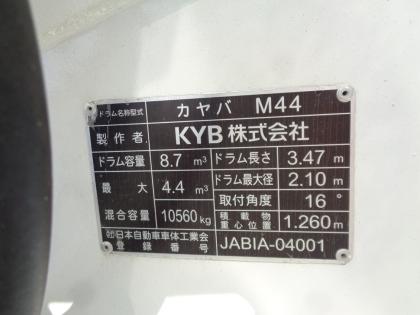 ドラム名称型式 カヤバ M44
製作者 KYB株式会社
ドラム容量 8.7 m³ ドラム長さ 3.47 m
最大 4.4 m³ ドラム最大径 2.10 m
取付角度 16°
混合容量 10560kg 積載物重心位置 1.260m
㈳日本自動車車体工業会
登録番号 JABIA-04001